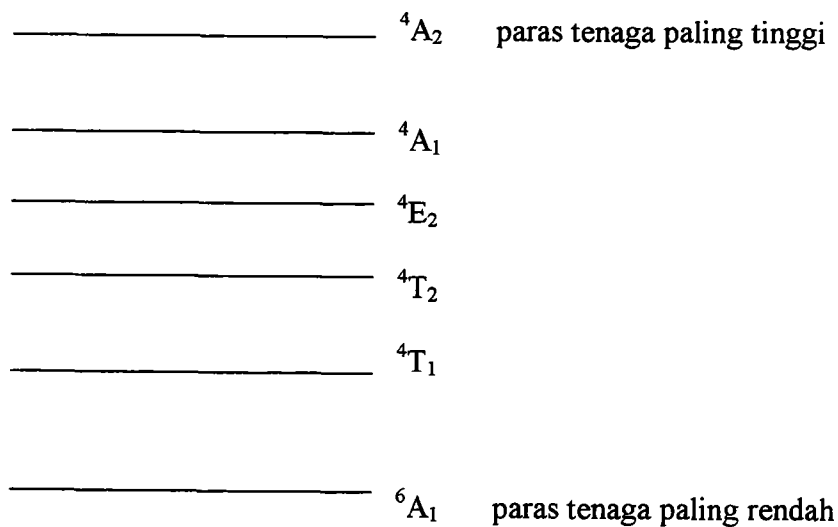 ⁴A₂ paras tenaga paling tinggi
⁴A₁
⁴E₂
⁴T₂
⁴T₁
⁶A₁ paras tenaga paling rendah